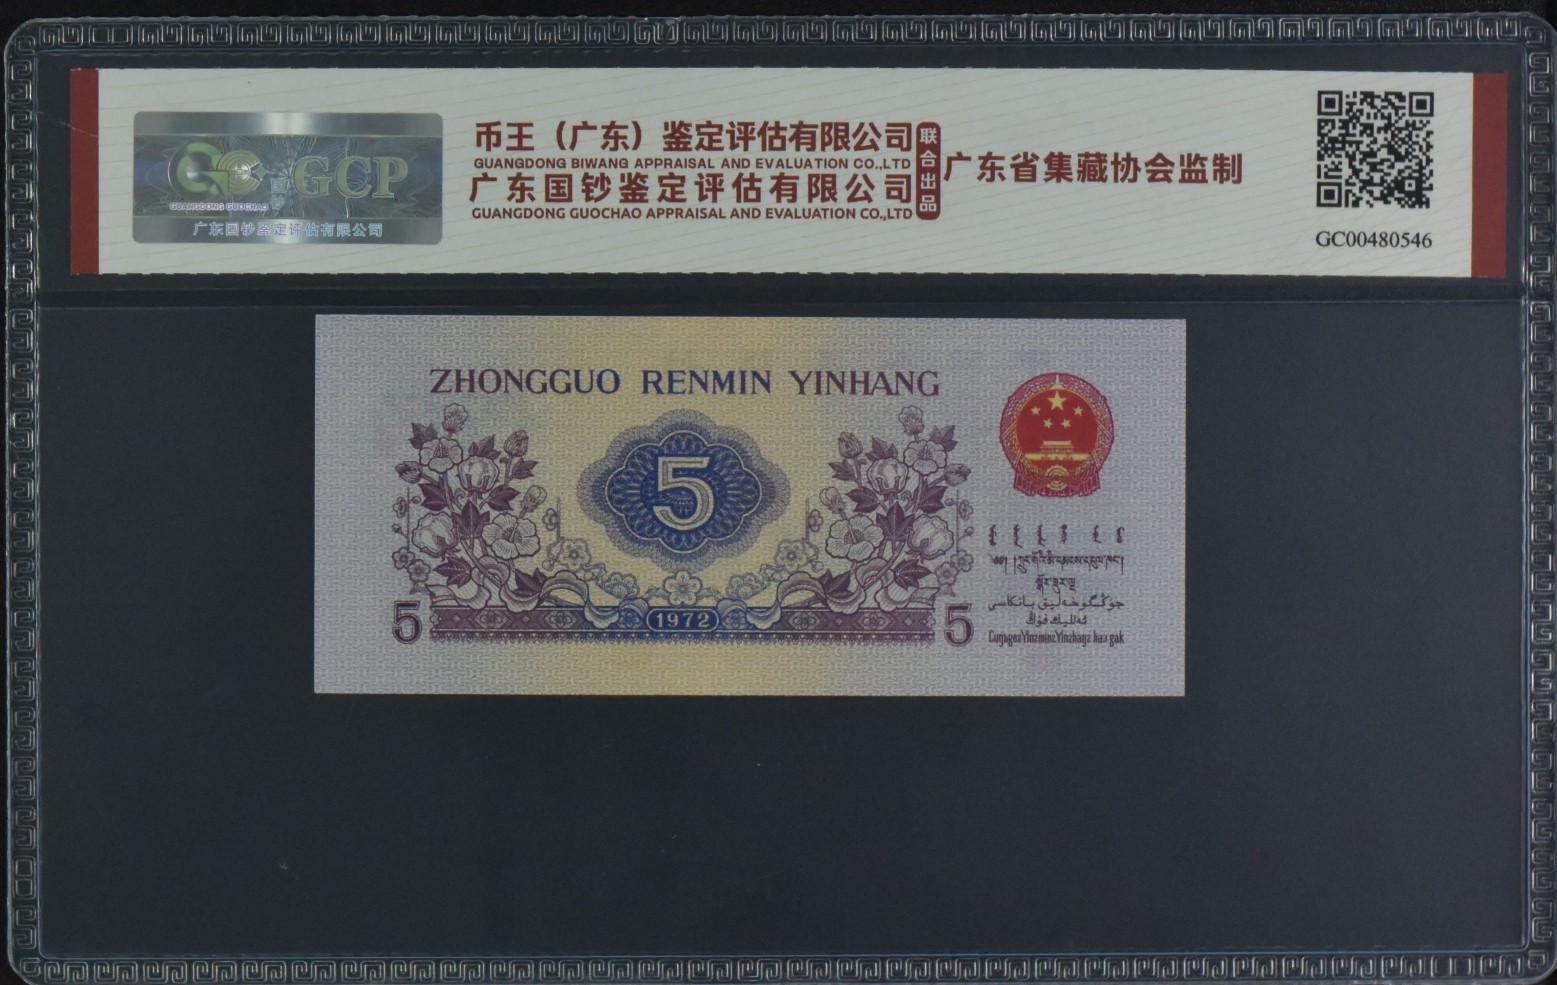 GCP
GUANGDONG GUOCHAO
广东国钞鉴定评估有限公司
币王（广东）鉴定评估有限公司
GUANGDONG BIWANG APPRAISAL AND EVALUATION CO.,LTD
广东国钞鉴定评估有限公司
GUANGDONG GUOCHAO APPRAISAL AND EVALUATION CO.,LTD
联合出品
广东省集藏协会监制
GC00480546
ZHONGGUO RENMIN YINHANG
5
5
1972
5
جۇڭگو خەلىق بانكاسى